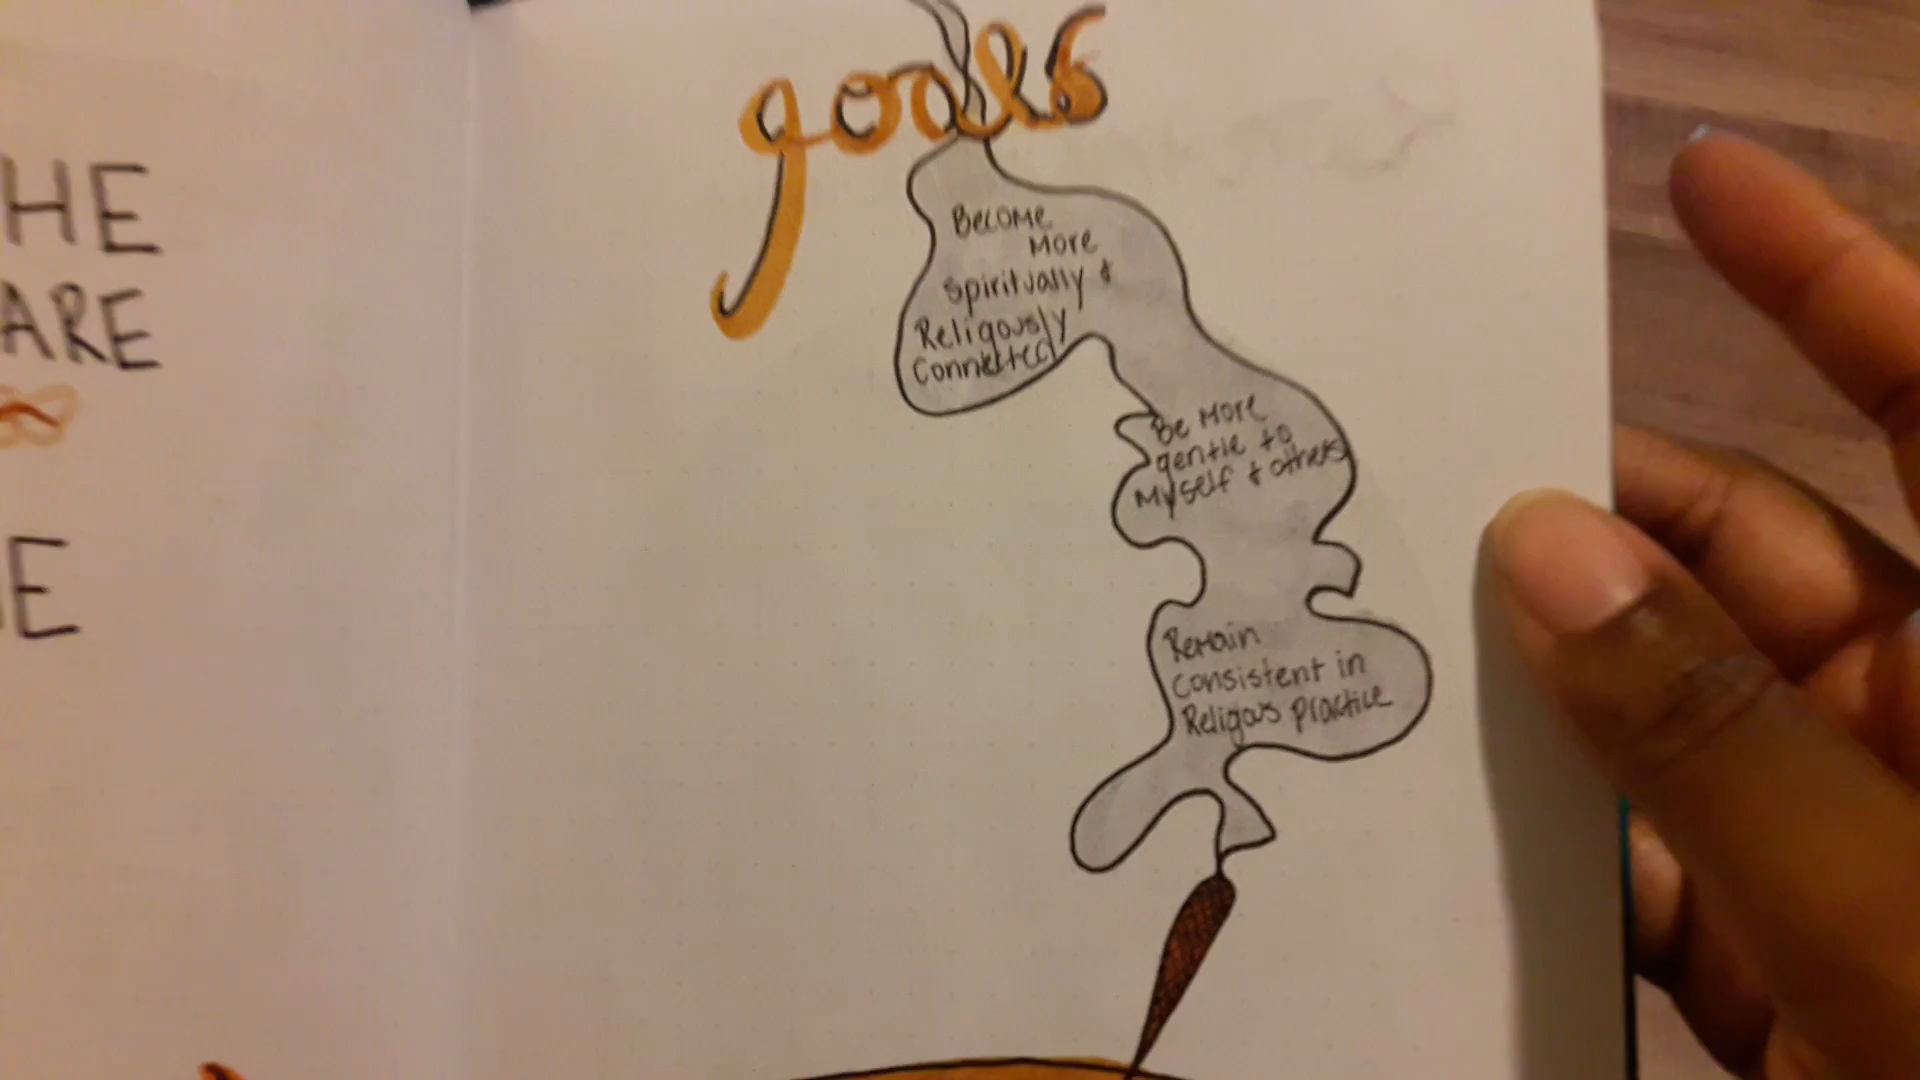 HE
ARE
E
goals
Become
More
spiritually &
Religously
Connected
Be More
gentle to
Myself & others
Remain
consistent in
Religous practice